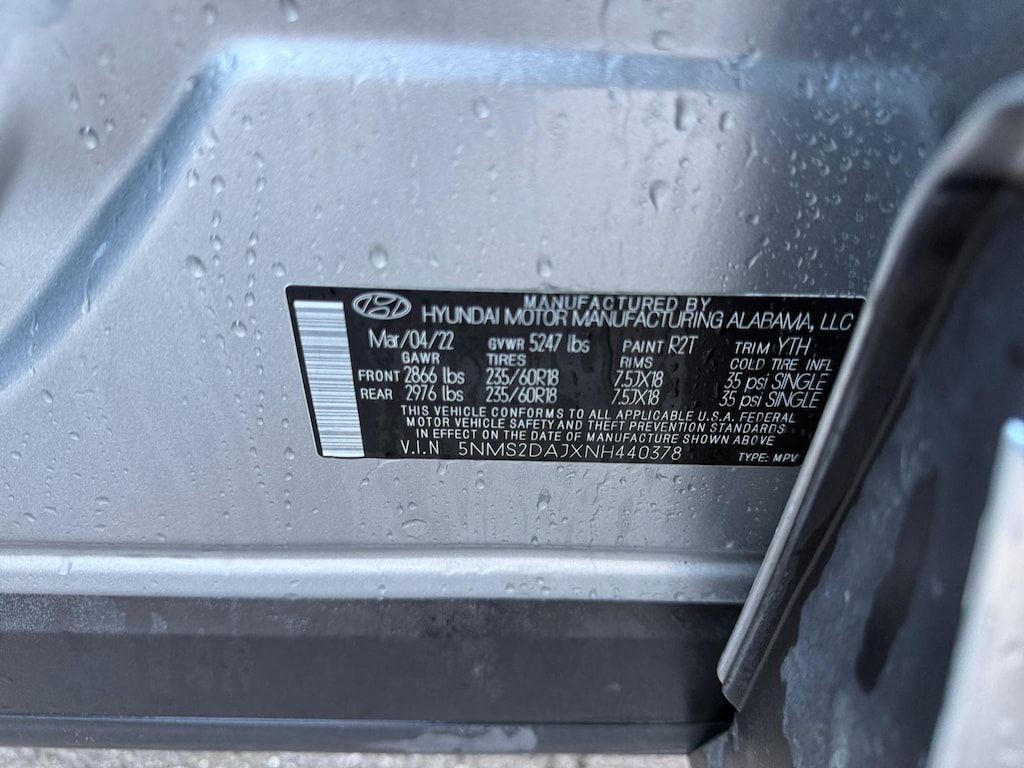 MANUFACTURED BY
HYUNDAI MOTOR MANUFACTURING ALABAMA, LLC
Mar/04/22 GVWR 5247 lbs PAINT R2T TRIM YTH
GAWR TIRES RIMS COLD TIRE INFL
FRONT 2866 lbs 235/60R18 7.5JX18 35 psi SINGLE
REAR 2976 lbs 235/60R18 7.5JX18 35 psi SINGLE
THIS VEHICLE CONFORMS TO ALL APPLICABLE U.S.A. FEDERAL
MOTOR VEHICLE SAFETY AND THEFT PREVENTION STANDARDS
IN EFFECT ON THE DATE OF MANUFACTURE SHOWN ABOVE
V.I.N 5NMS2DAJXNH440378 TYPE: MPV